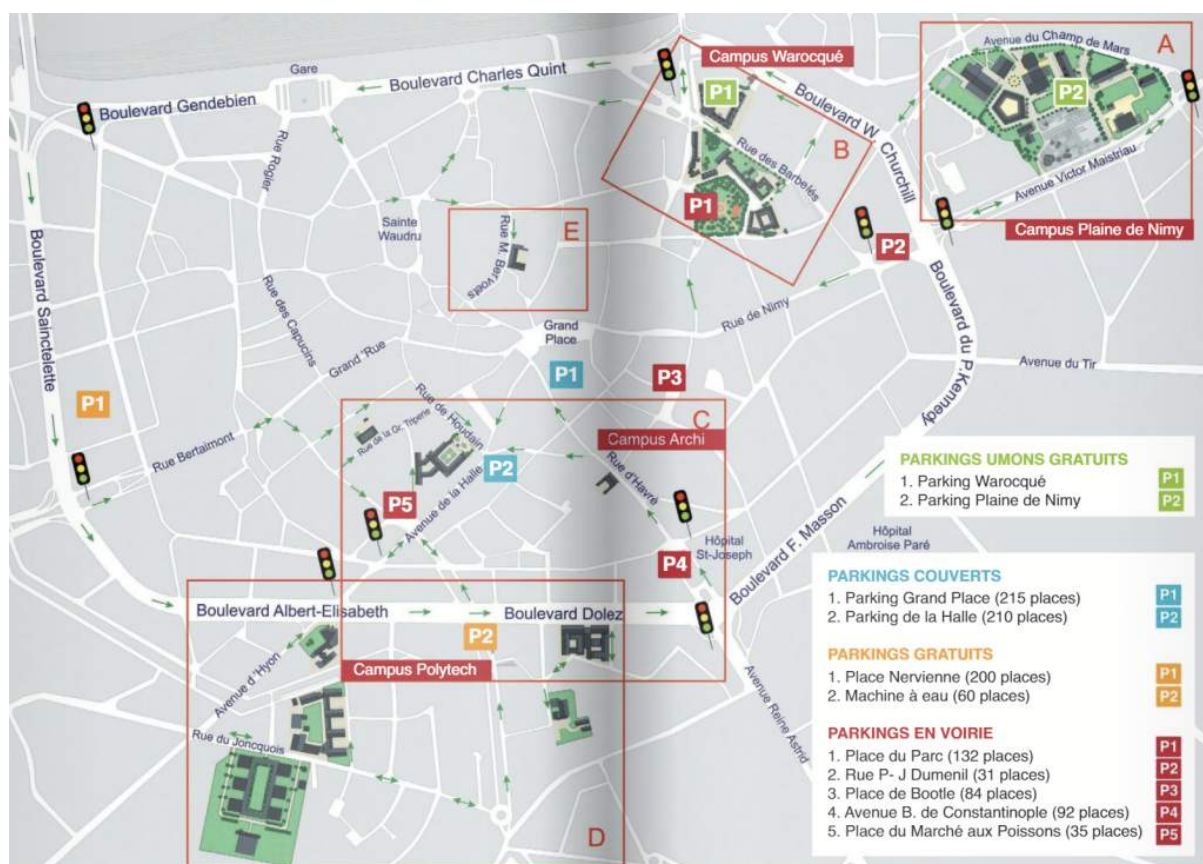 Avenue du Champ de Mars
A
Campus Warocqué
Gare
Boulevard Charles Quint
Boulevard Gendebien
P1
P2
Boulevard W. Churchill
Rue Rogier
Rue des Barbelés
B
Avenue Victor Maistriau
Campus Plaine de Nimy
Sainte
Waudru
Rue M. Bervoets
E
P1
P2
Boulevard Sainctelette
Rue des Capucins
Grand
Place
Rue de Nimy
Boulevard du P. Kennedy
Avenue du Tir
Grand 'Rue
P1
P3
P1
Rue de Houdain
C
Campus Archi
Rue de la Gr. Triperie
Rue Bertaimont
P2
Rue d'Havré
P5
Avenue de la Halle
Hôpital
St-Joseph
P4
Boulevard F. Masson
Hôpital
Ambroise Paré
Boulevard Albert-Elisabeth
Boulevard Dolez
P2
Campus Polytech
Avenue d'Hyon
Avenue Reine Astrid
Rue du Joncquois
D
PARKINGS UMONS GRATUITS
1. Parking Warocqué P1
2. Parking Plaine de Nimy P2
PARKINGS COUVERTS
1. Parking Grand Place (215 places) P1
2. Parking de la Halle (210 places) P2
PARKINGS GRATUITS
1. Place Nervienne (200 places) P1
2. Machine à eau (60 places) P2
PARKINGS EN VOIRIE
1. Place du Parc (132 places) P1
2. Rue P- J Dumenil (31 places) P2
3. Place de Bootle (84 places) P3
4. Avenue B. de Constantinople (92 places) P4
5. Place du Marché aux Poissons (35 places) P5